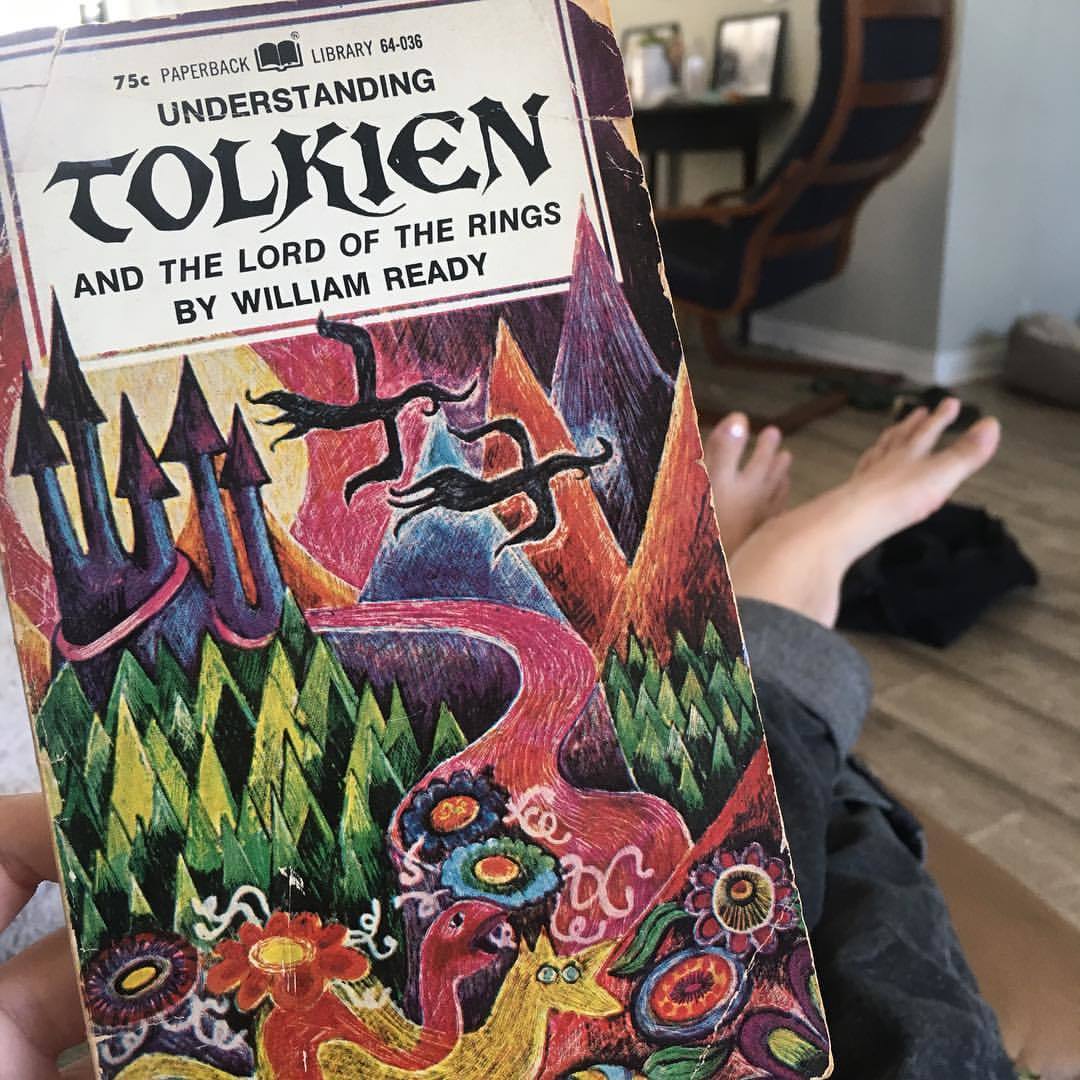 75c PAPERBACK ® LIBRARY 64-036
UNDERSTANDING
TOLKIEN
AND THE LORD OF THE RINGS
BY WILLIAM READY